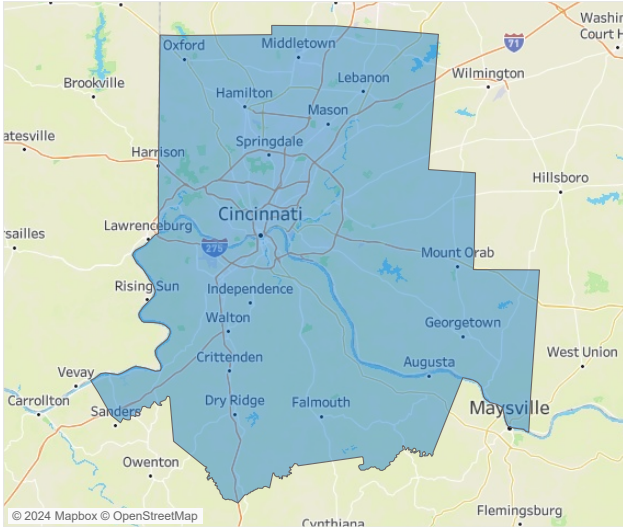 Washin
Court H
Oxford
Middletown
71
Brookville
Lebanon
Wilmington
Hamilton
Mason
atesville
Springdale
Harrison
Hillsboro
Cincinnati
Lawrenceburg
rsailles
275
Mount Orab
Rising Sun
Independence
Walton
Georgetown
West Union
Crittenden
Augusta
Vevay
Carrollton
Sanders
Dry Ridge
Falmouth
Maysville
Owenton
Flemingsburg
© 2024 Mapbox © OpenStreetMap
Cynthiana